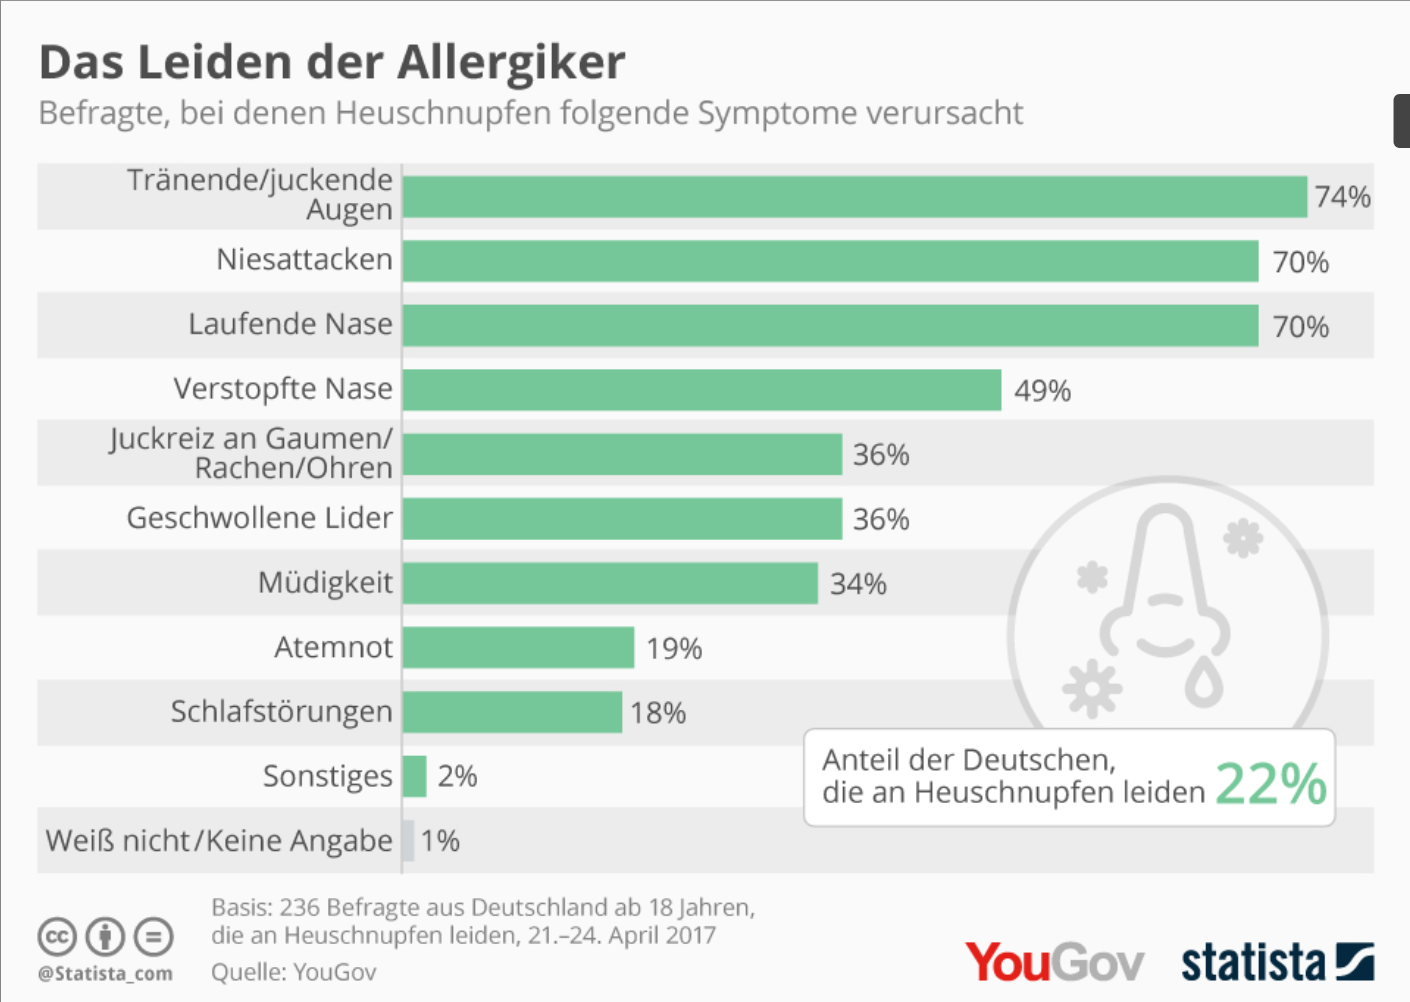 Das Leiden der Allergiker
Befragte, bei denen Heuschnupfen folgende Symptome verursacht
Tränende/juckende
Augen
74%
Niesattacken
70%
Laufende Nase
70%
Verstopfte Nase
49%
Juckreiz an Gaumen/
Rachen/Ohren
36%
Geschwollene Lider
36%
Müdigkeit
34%
Atemnot
19%
Schlafstörungen
18%
Sonstiges
2%
Weiß nicht/Keine Angabe
1%
Anteil der Deutschen,
die an Heuschnupfen leiden 22%
Basis: 236 Befragte aus Deutschland ab 18 Jahren,
die an Heuschnupfen leiden, 21.–24. April 2017
Quelle: YouGov
cc
@Statista_com
YouGov
statista